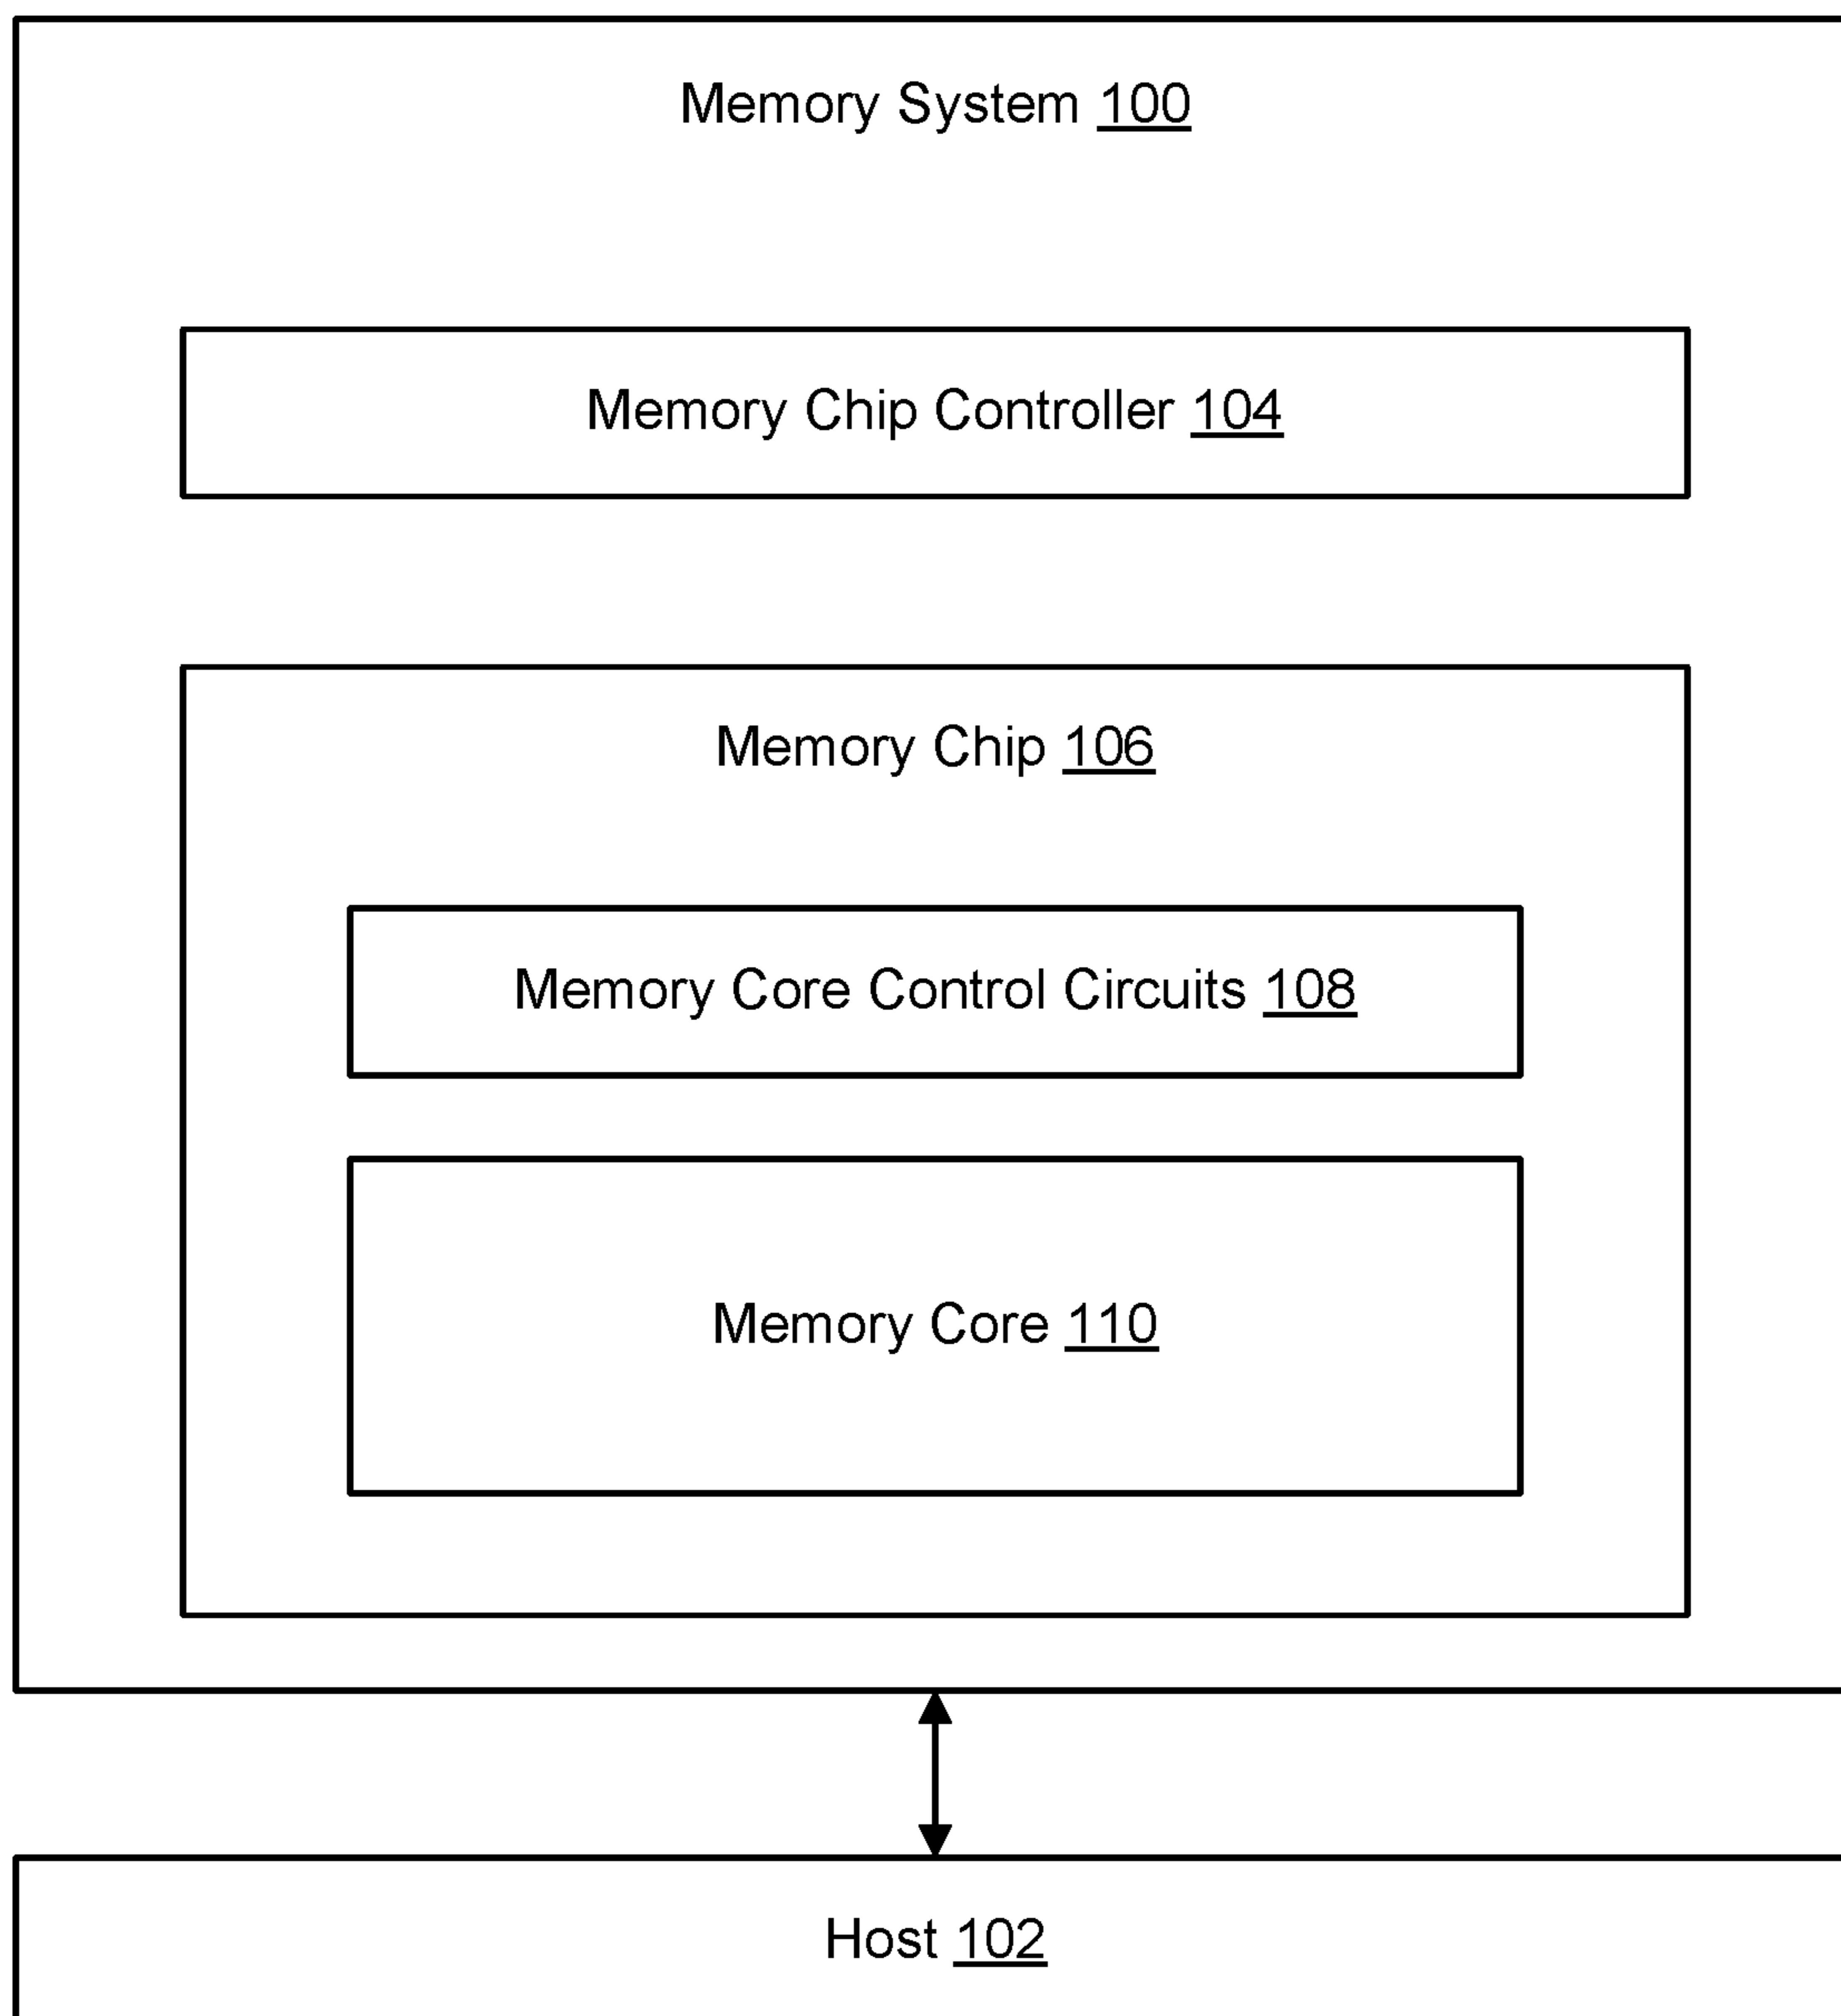 Memory System 100
Memory Chip Controller 104
Memory Chip 106
Memory Core Control Circuits 108
Memory Core 110
Host 102